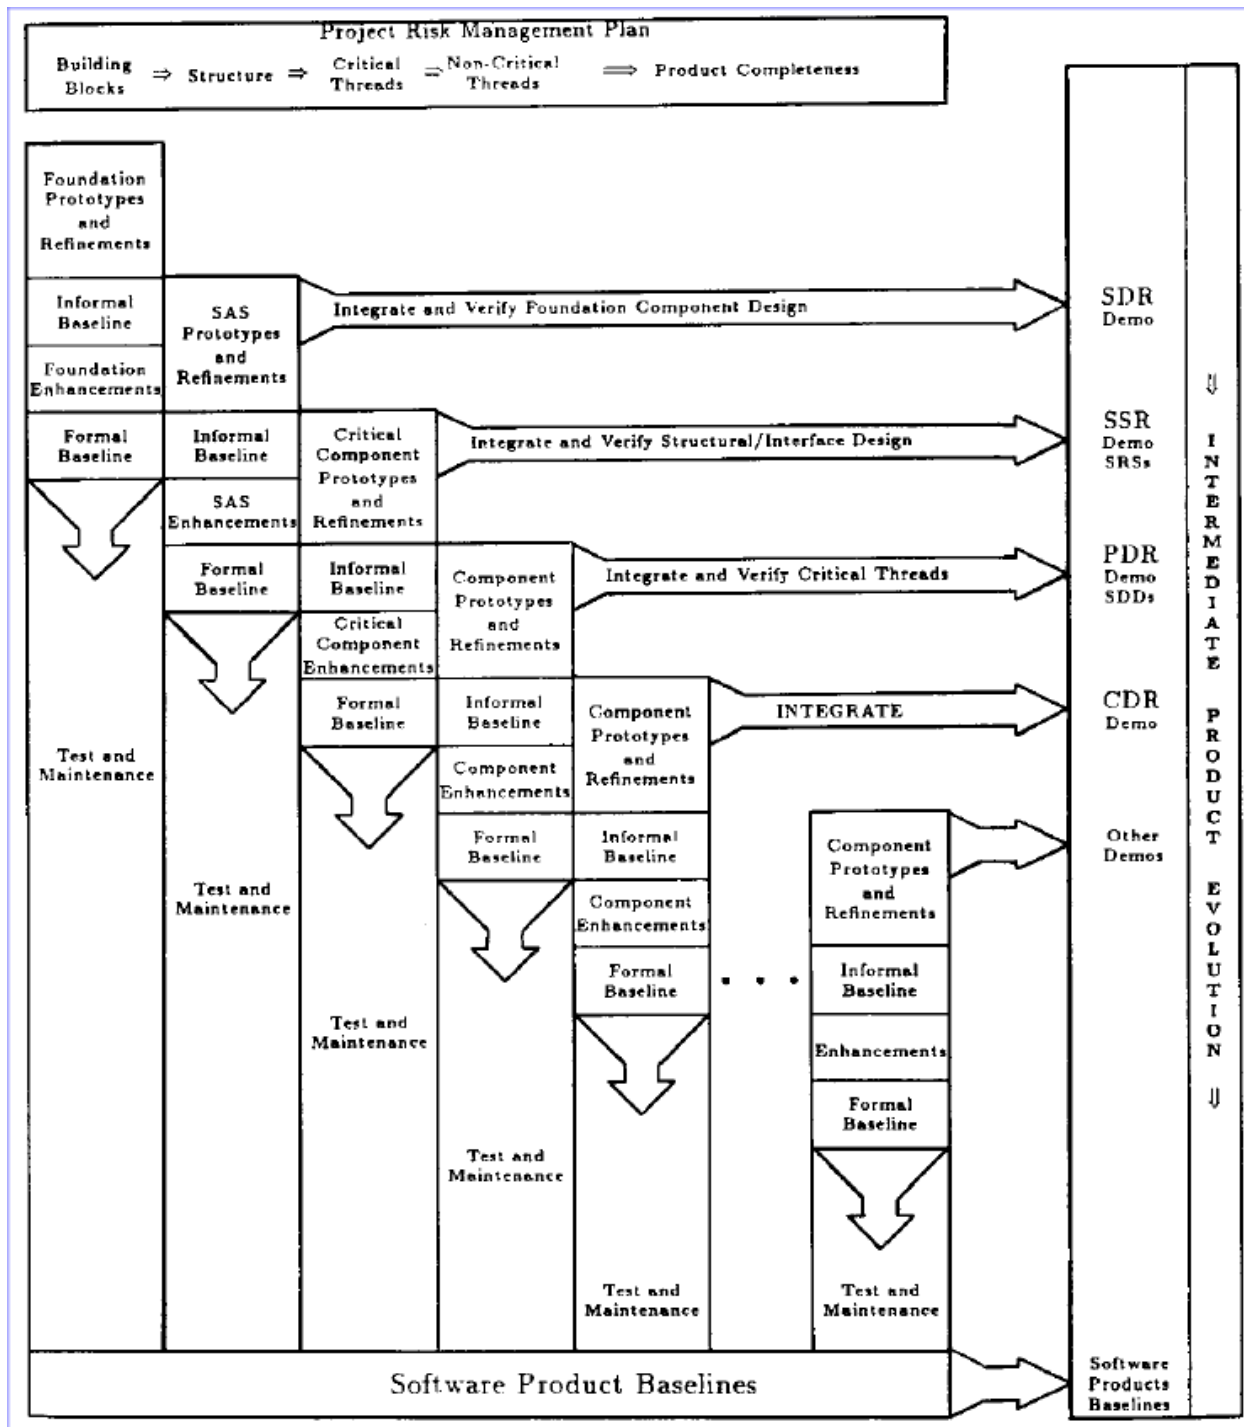 Project Risk Management Plan
Building Blocks ⇒ Structure ⇒ Critical Threads ⇒ Non-Critical Threads ⇒ Product Completeness
Foundation
Prototypes
and
Refinements
Informal
Baseline
Foundation
Enhancements
Formal
Baseline
Test and
Maintenance
SAS
Prototypes
and
Refinements
Informal
Baseline
SAS
Enhancements
Formal
Baseline
Test and
Maintenance
Critical
Component
Prototypes
and
Refinements
Informal
Baseline
Critical
Component
Enhancements
Formal
Baseline
Test and
Maintenance
Component
Prototypes
and
Refinements
Informal
Baseline
Component
Enhancements
Formal
Baseline
Test and
Maintenance
Component
Prototypes
and
Refinements
Informal
Baseline
Component
Enhancements
Formal
Baseline
Test and
Maintenance
• • •
Component
Prototypes
and
Refinements
Informal
Baseline
Enhancements
Formal
Baseline
Test and
Maintenance
Integrate and Verify Foundation Component Design
Integrate and Verify Structural/Interface Design
Integrate and Verify Critical Threads
INTEGRATE
SDR
Demo
SSR
Demo
SRSs
PDR
Demo
SDDs
CDR
Demo
Other
Demos
Software
Products
Baselines
⇓ INTERMEDIATE PRODUCT EVOLUTION ⇓
Software Product Baselines